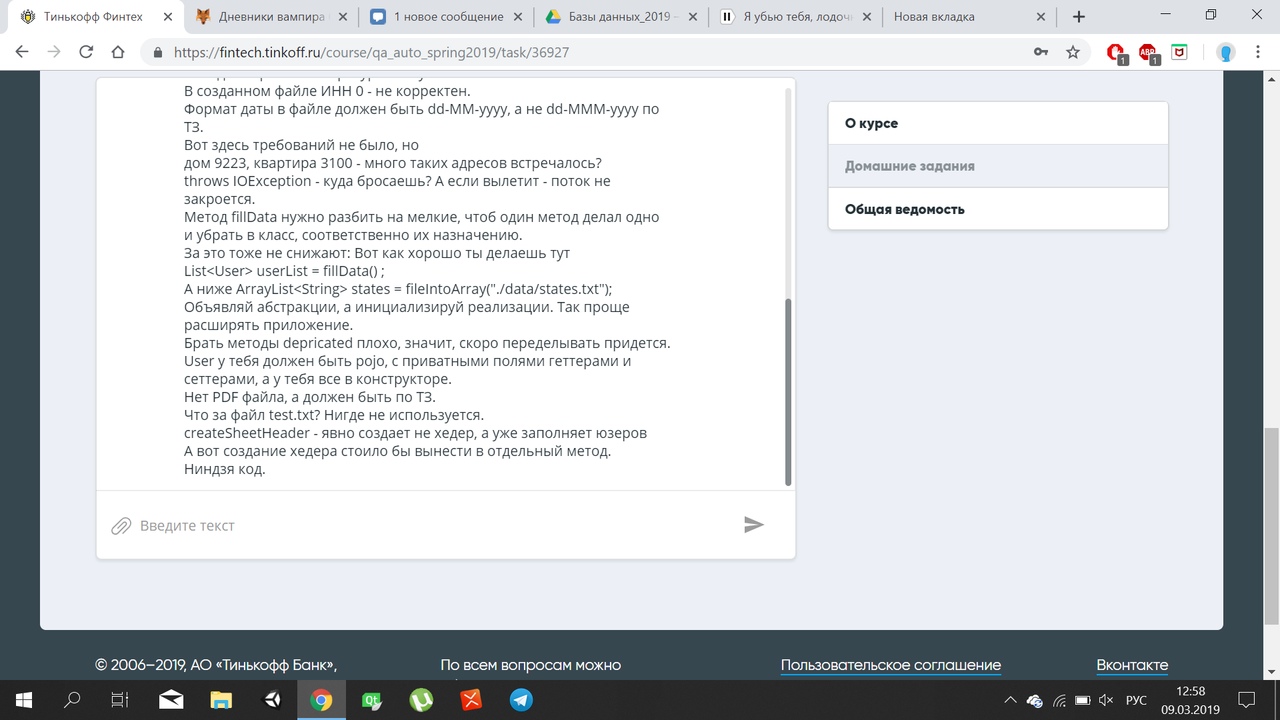 Тинькофф Финтех
Дневники вампира
1 новое сообщение
Базы данных_2019 –
Я убью тебя, лодоч
Новая вкладка
https://fintech.tinkoff.ru/course/qa_auto_spring2019/task/36927
1
ABP
1
В созданном файле ИНН 0 - не корректен.
Формат даты в файле должен быть dd-MM-yyyy, а не dd-MMM-yyyy по
ТЗ.
Вот здесь требований не было, но
дом 9223, квартира 3100 - много таких адресов встречалось?
throws IOException - куда бросаешь? А если вылетит - поток не
закроется.
Метод fillData нужно разбить на мелкие, чтоб один метод делал одно
и убрать в класс, соответственно их назначению.
За это тоже не снижают: Вот как хорошо ты делаешь тут
List<User> userList = fillData() ;
А ниже ArrayList<String> states = fileIntoArray("./data/states.txt");
Объявляй абстракции, а инициализируй реализации. Так проще
расширять приложение.
Брать методы depricated плохо, значит, скоро переделывать придется.
User у тебя должен быть pojo, с приватными полями геттерами и
сеттерами, а у тебя все в конструкторе.
Нет PDF файла, а должен быть по ТЗ.
Что за файл test.txt? Нигде не используется.
createSheetHeader - явно создает не хедер, а уже заполняет юзеров
А вот создание хедера стоило бы вынести в отдельный метод.
Ниндзя код.
Введите текст
О курсе
Домашние задания
Общая ведомость
© 2006–2019, АО «Тинькофф Банк»,
По всем вопросам можно
Пользовательское соглашение
Вконтакте
Qt
РУС
12:58
09.03.2019